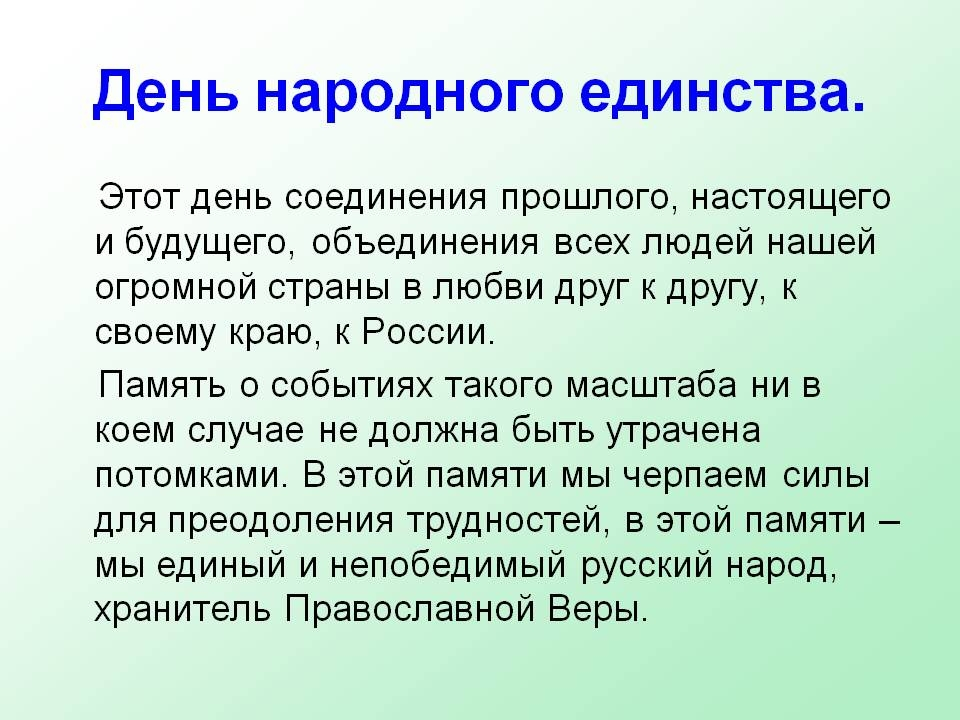 День народного единства.
Этот день соединения прошлого, настоящего
и будущего, объединения всех людей нашей
огромной страны в любви друг к другу, к
своему краю, к России.
Память о событиях такого масштаба ни в
коем случае не должна быть утрачена
потомками. В этой памяти мы черпаем силы
для преодоления трудностей, в этой памяти –
мы единый и непобедимый русский народ,
хранитель Православной Веры.